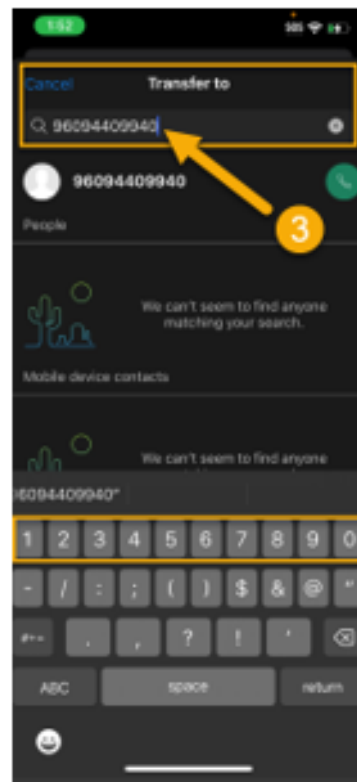 1:52
SOS
Cancel Transfer to
96094409940
96094409940
3
People
We can't seem to find anyone
matching your search.
Mobile device contacts
We can't seem to find anyone
96094409940"
1 2 3 4 5 6 7 8 9 0
- / : ; ( ) $ & @ "
#+= . , ? ! '
ABC space return